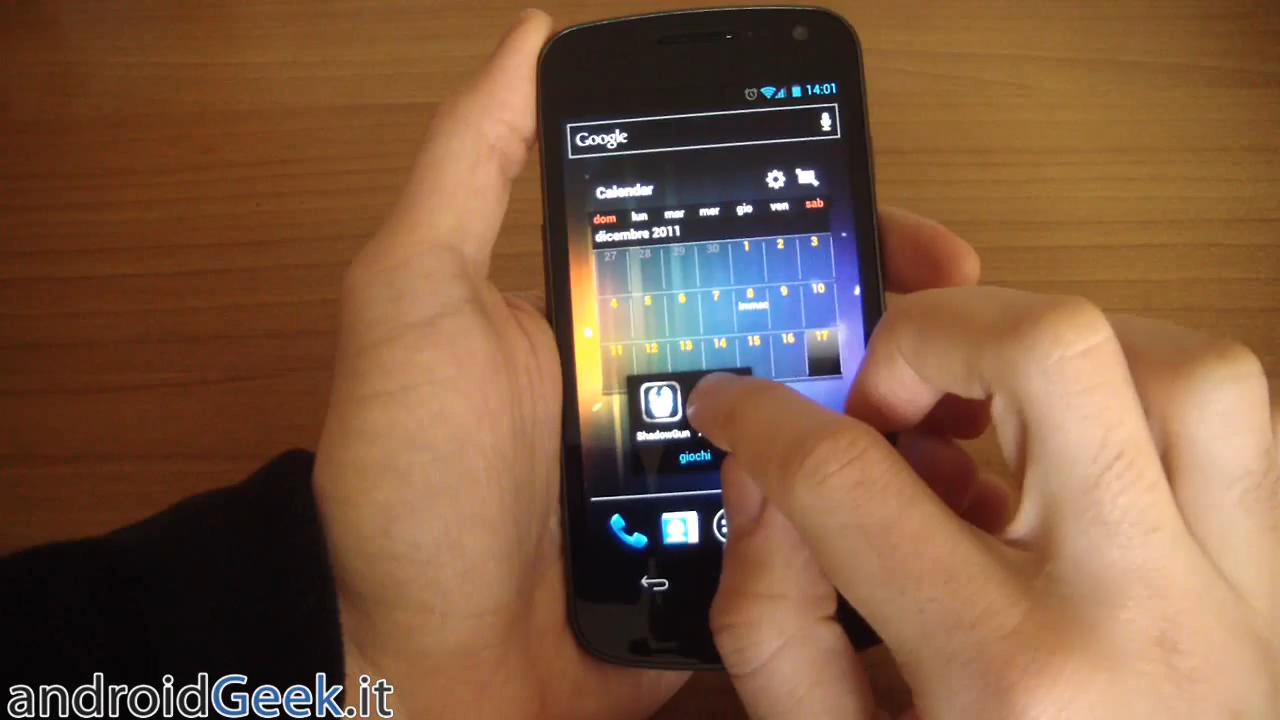 14:01
Google
Calendar
dom lun mar mer gio ven sab
dicembre 2011
27 28 29 30 1 2 3
4 5 6 7 8 9 10
immac
11 12 13 14 15 16 17
ShadowGun
giochi
androidGeek.it